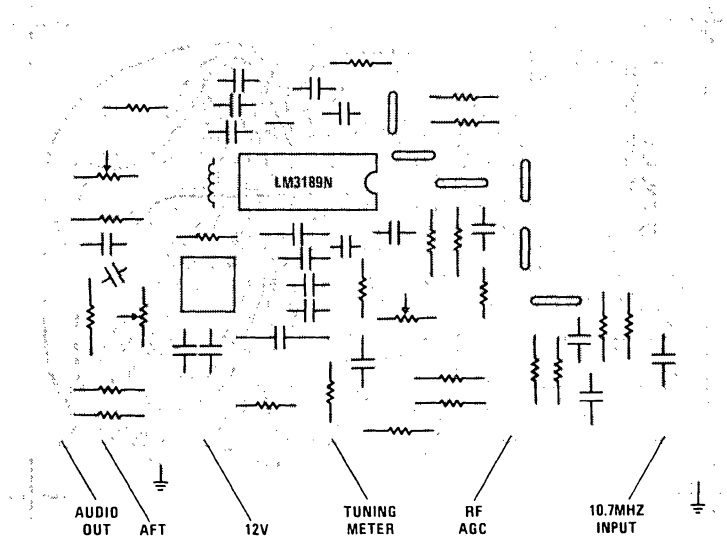 LM3189N
AUDIO
OUT
AFT
12V
TUNING
METER
RF
AGC
10.7MHZ
INPUT